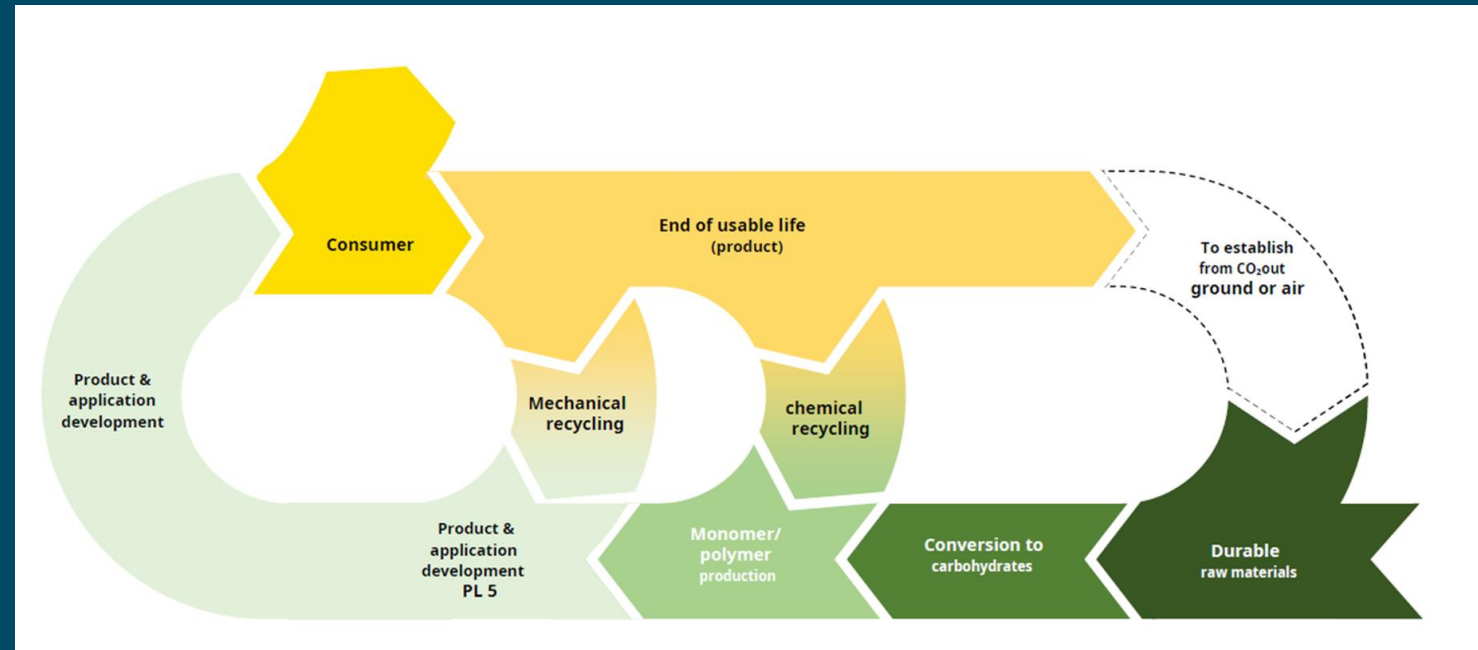 Consumer
End of usable life
(product)
To establish
from CO₂out
ground or air
Product &
application
development
Mechanical
recycling
chemical
recycling
Product &
application
development
PL 5
Monomer/
polymer
production
Conversion to
carbohydrates
Durable
raw materials